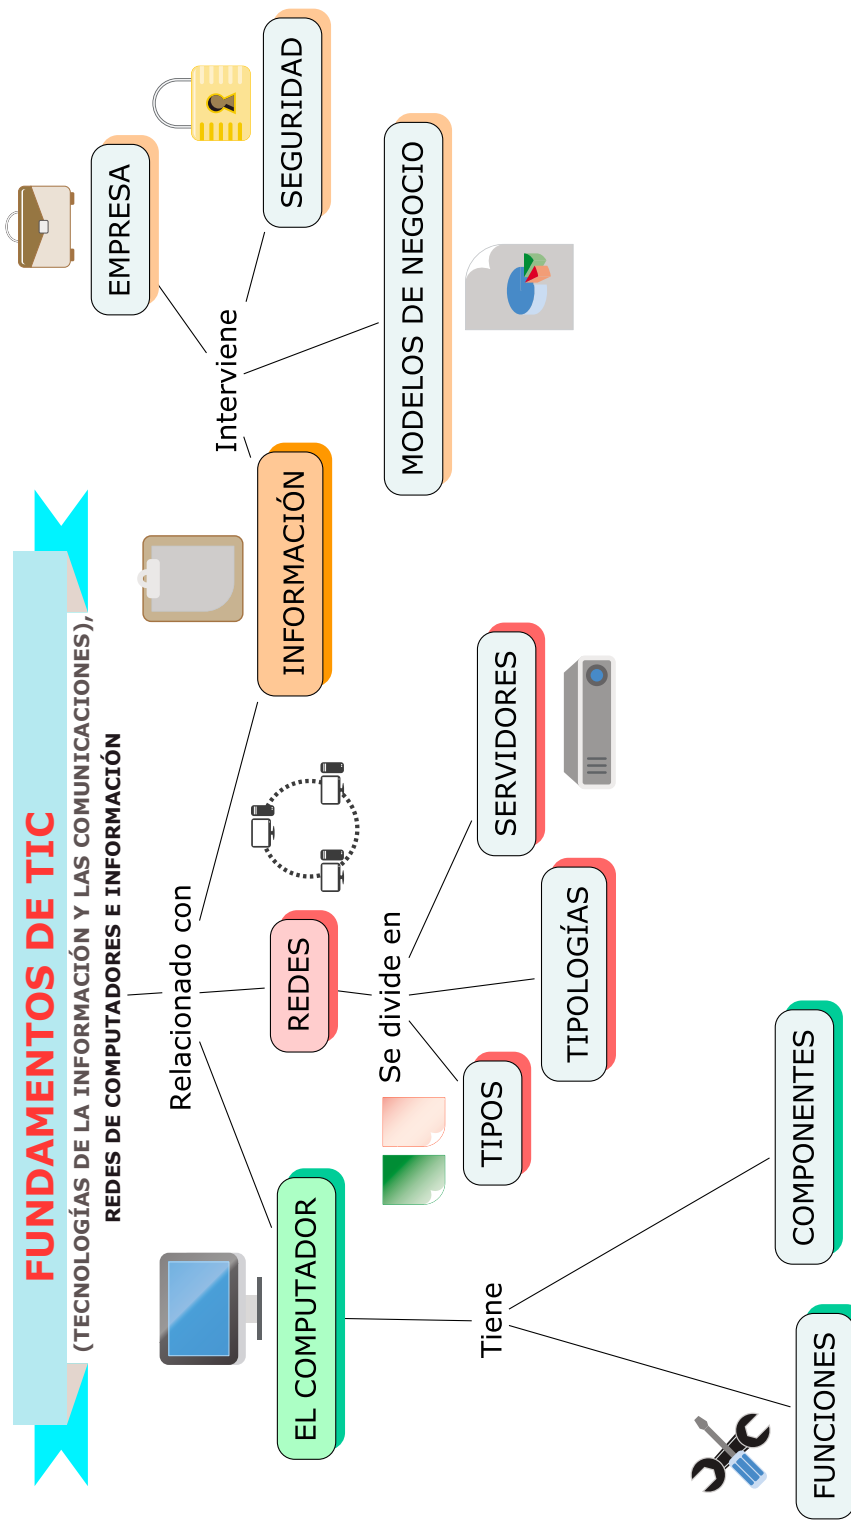 FUNDAMENTOS DE TIC
(TECNOLOGÍAS DE LA INFORMACIÓN Y LAS COMUNICACIONES),
REDES DE COMPUTADORES E INFORMACIÓN
Relacionado con
EL COMPUTADOR
REDES
INFORMACIÓN
Tiene
FUNCIONES
COMPONENTES
Se divide en
TIPOS
TIPOLOGÍAS
SERVIDORES
Interviene
EMPRESA
SEGURIDAD
MODELOS DE NEGOCIO